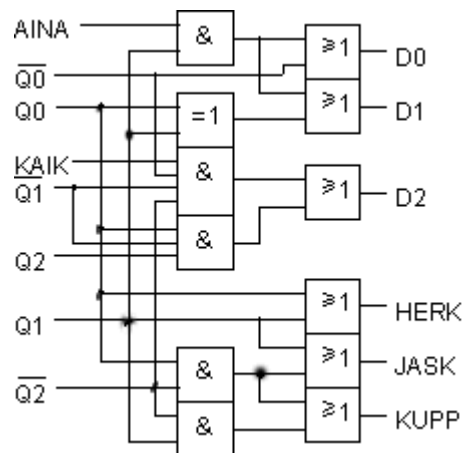 AINA
&
≥1
D0
Q0
Q0
=1
≥1
D1
KAIK
&
Q1
≥1
D2
&
Q2
≥1
HERK
Q1
≥1
JASK
&
Q2
≥1
KUPP
&